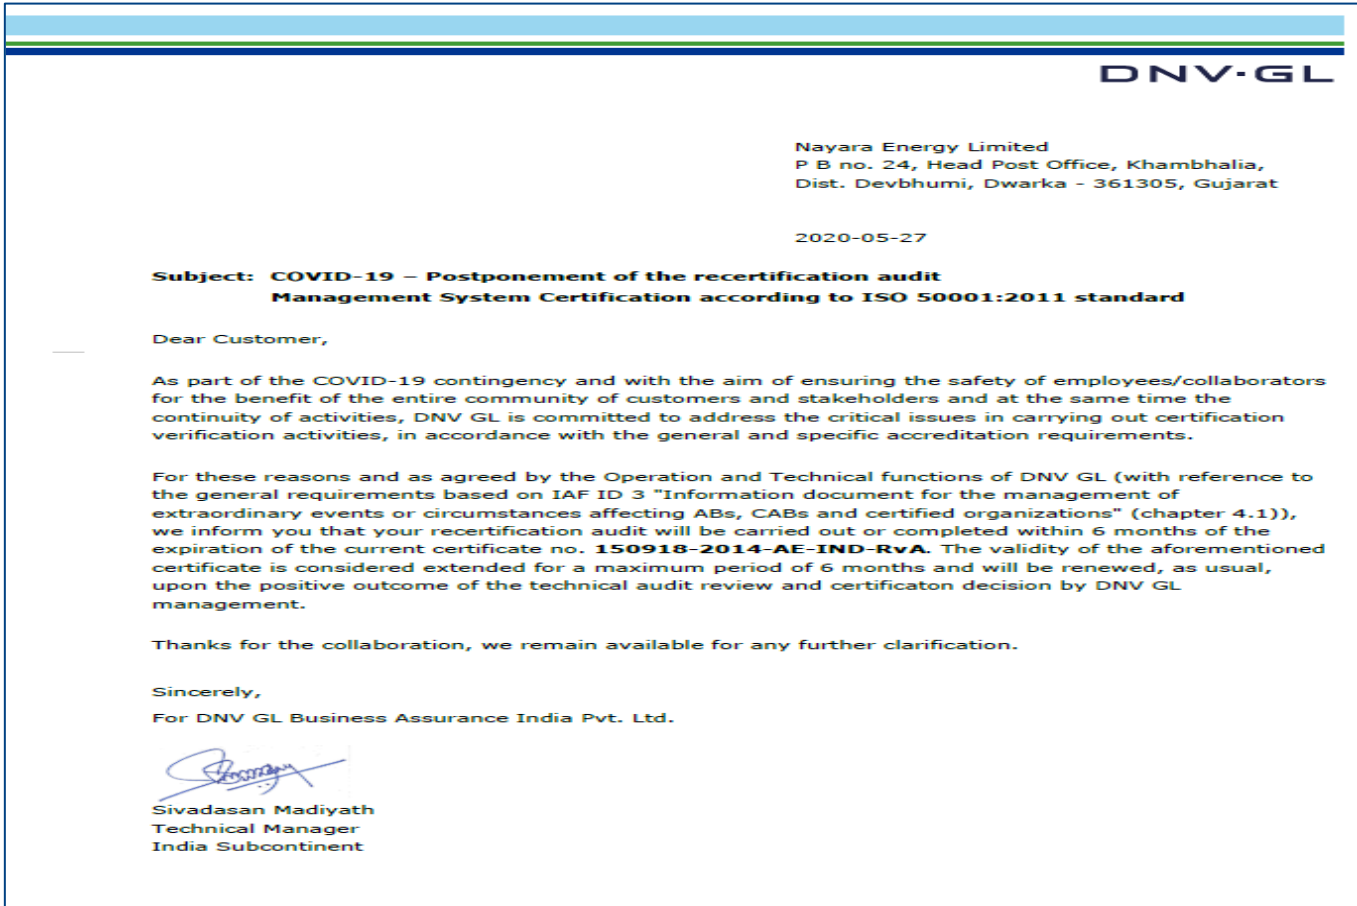 DNV·GL
Nayara Energy Limited
P B no. 24, Head Post Office, Khambhalia,
Dist. Devbhumi, Dwarka - 361305, Gujarat
2020-05-27
Subject: COVID-19 – Postponement of the recertification audit
Management System Certification according to ISO 50001:2011 standard
Dear Customer,
As part of the COVID-19 contingency and with the aim of ensuring the safety of employees/collaborators
for the benefit of the entire community of customers and stakeholders and at the same time the
continuity of activities, DNV GL is committed to address the critical issues in carrying out certification
verification activities, in accordance with the general and specific accreditation requirements.
For these reasons and as agreed by the Operation and Technical functions of DNV GL (with reference to
the general requirements based on IAF ID 3 "Information document for the management of
extraordinary events or circumstances affecting ABs, CABs and certified organizations" (chapter 4.1)),
we inform you that your recertification audit will be carried out or completed within 6 months of the
expiration of the current certificate no. 150918-2014-AE-IND-RvA. The validity of the aforementioned
certificate is considered extended for a maximum period of 6 months and will be renewed, as usual,
upon the positive outcome of the technical audit review and certificaton decision by DNV GL
management.
Thanks for the collaboration, we remain available for any further clarification.
Sincerely,
For DNV GL Business Assurance India Pvt. Ltd.
Sivadasan Madiyath
Technical Manager
India Subcontinent